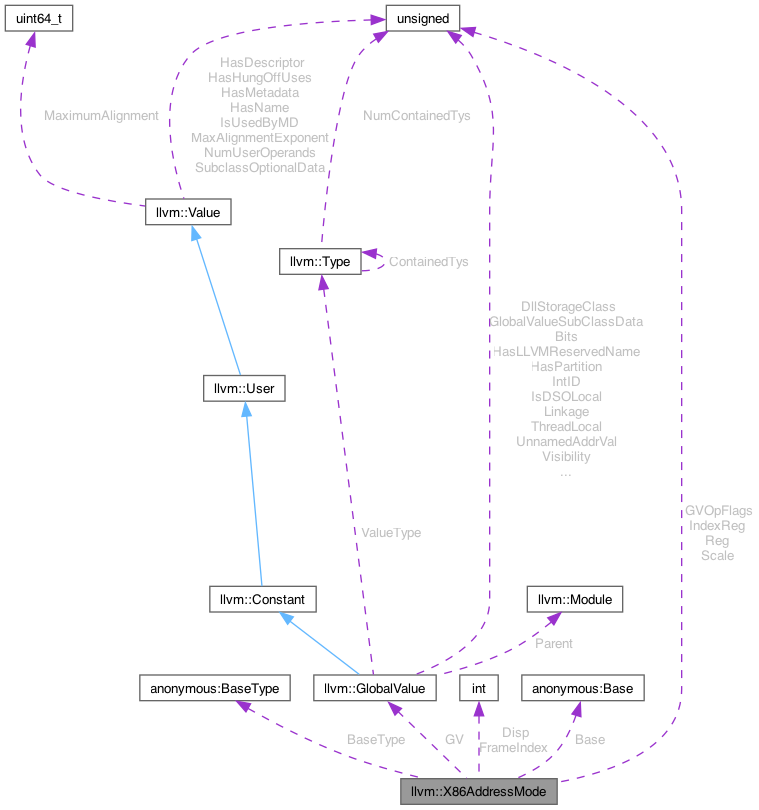 uint64_t
unsigned
HasDescriptor
HasHungOffUses
HasMetadata
HasName
IsUsedByMD
MaxAlignmentExponent
NumUserOperands
SubclassOptionalData
MaximumAlignment
NumContainedTys
llvm::Value
llvm::Type
ContainedTys
DllStorageClass
GlobalValueSubClassData
Bits
HasLLVMReservedName
HasPartition
IntID
IsDSOLocal
Linkage
ThreadLocal
UnnamedAddrVal
Visibility
...
llvm::User
GVOpFlags
IndexReg
Reg
Scale
ValueType
llvm::Constant
llvm::Module
Parent
anonymous:BaseType
llvm::GlobalValue
int
anonymous:Base
BaseType
GV
Disp
FrameIndex
Base
llvm::X86AddressMode